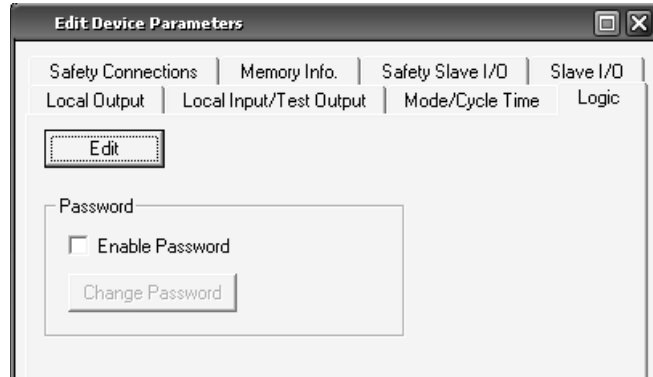 Edit Device Parameters
Safety Connections Memory Info. Safety Slave I/O Slave I/O
Local Output Local Input/Test Output Mode/Cycle Time Logic
Edit
Password
Enable Password
Change Password